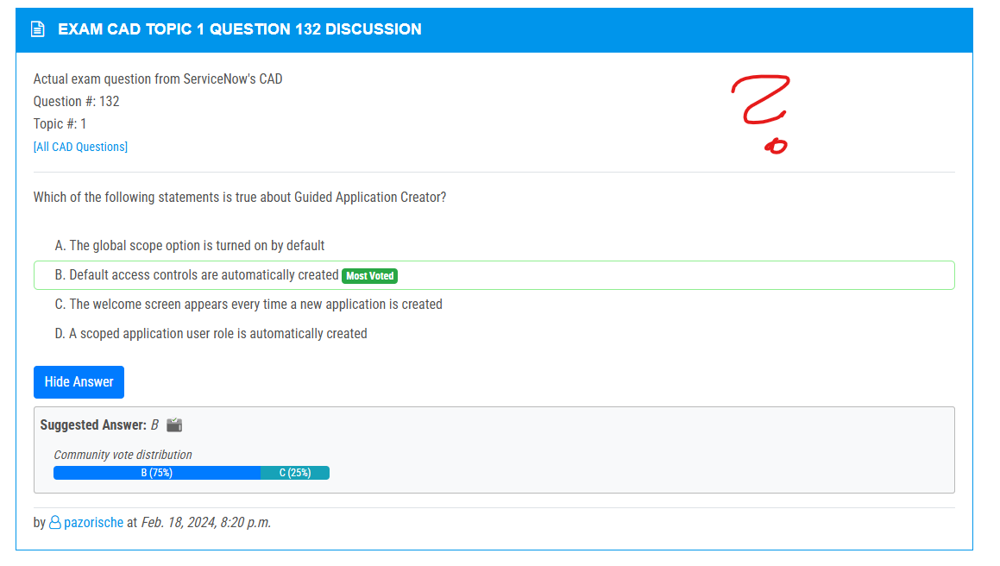 EXAM CAD TOPIC 1 QUESTION 132 DISCUSSION
Actual exam question from ServiceNow's CAD
Question #: 132
Topic #: 1
[All CAD Questions]
Which of the following statements is true about Guided Application Creator?
A. The global scope option is turned on by default
B. Default access controls are automatically created Most Voted
C. The welcome screen appears every time a new application is created
D. A scoped application user role is automatically created
Hide Answer
Suggested Answer: B
Community vote distribution
B (75%) C (25%)
by pazorische at Feb. 18, 2024, 8:20 p.m.